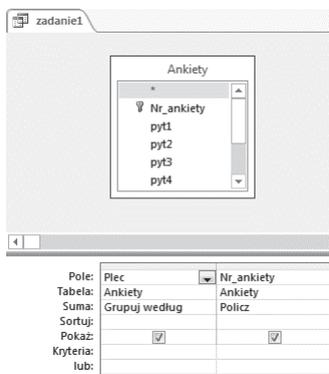 zadanie1
Ankiety
*
Nr_ankiety
pyt1
pyt2
pyt3
pyt4
Pole: Plec Nr_ankiety
Tabela: Ankiety Ankiety
Suma: Grupuj według Policz
Sortuj:
Pokaż:
Kryteria:
lub: